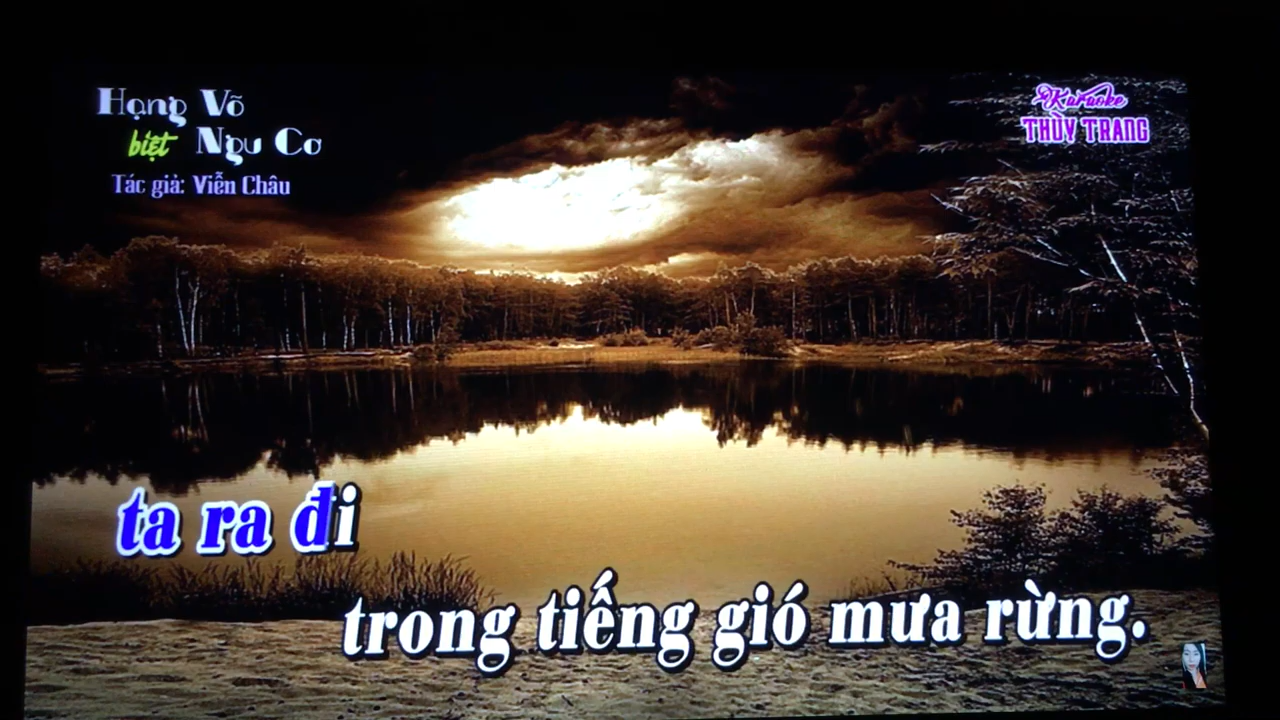 Hạng Võ
biệt Ngu Cơ
Tác giả: Viễn Châu
Karaoke
THÙY TRANG
ta ra đi
trong tiếng gió mưa rừng.